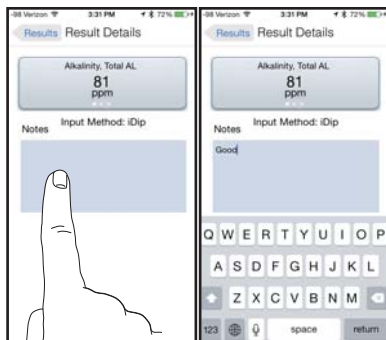 -98 Verizon 3:31 PM 72%
Results Result Details
Alkalinity, Total AL
81
ppm
Input Method: iDip
Notes
-98 Verizon 3:31 PM 72%
Results Result Details
Alkalinity, Total AL
81
ppm
Input Method: iDip
Notes
Good
Q W E R T Y U I O P
A S D F G H J K L
Z X C V B N M
123 space return